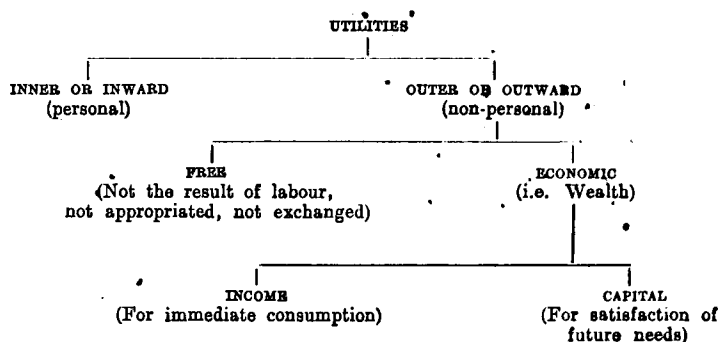 UTILITIES
INNER OR INWARD
(personal)
OUTER OR OUTWARD
(non-personal)
FREE
(Not the result of labour,
not appropriated, not exchanged)
ECONOMIC
(i.e. Wealth)
INCOME
(For immediate consumption)
CAPITAL
(For satisfaction of
future needs)